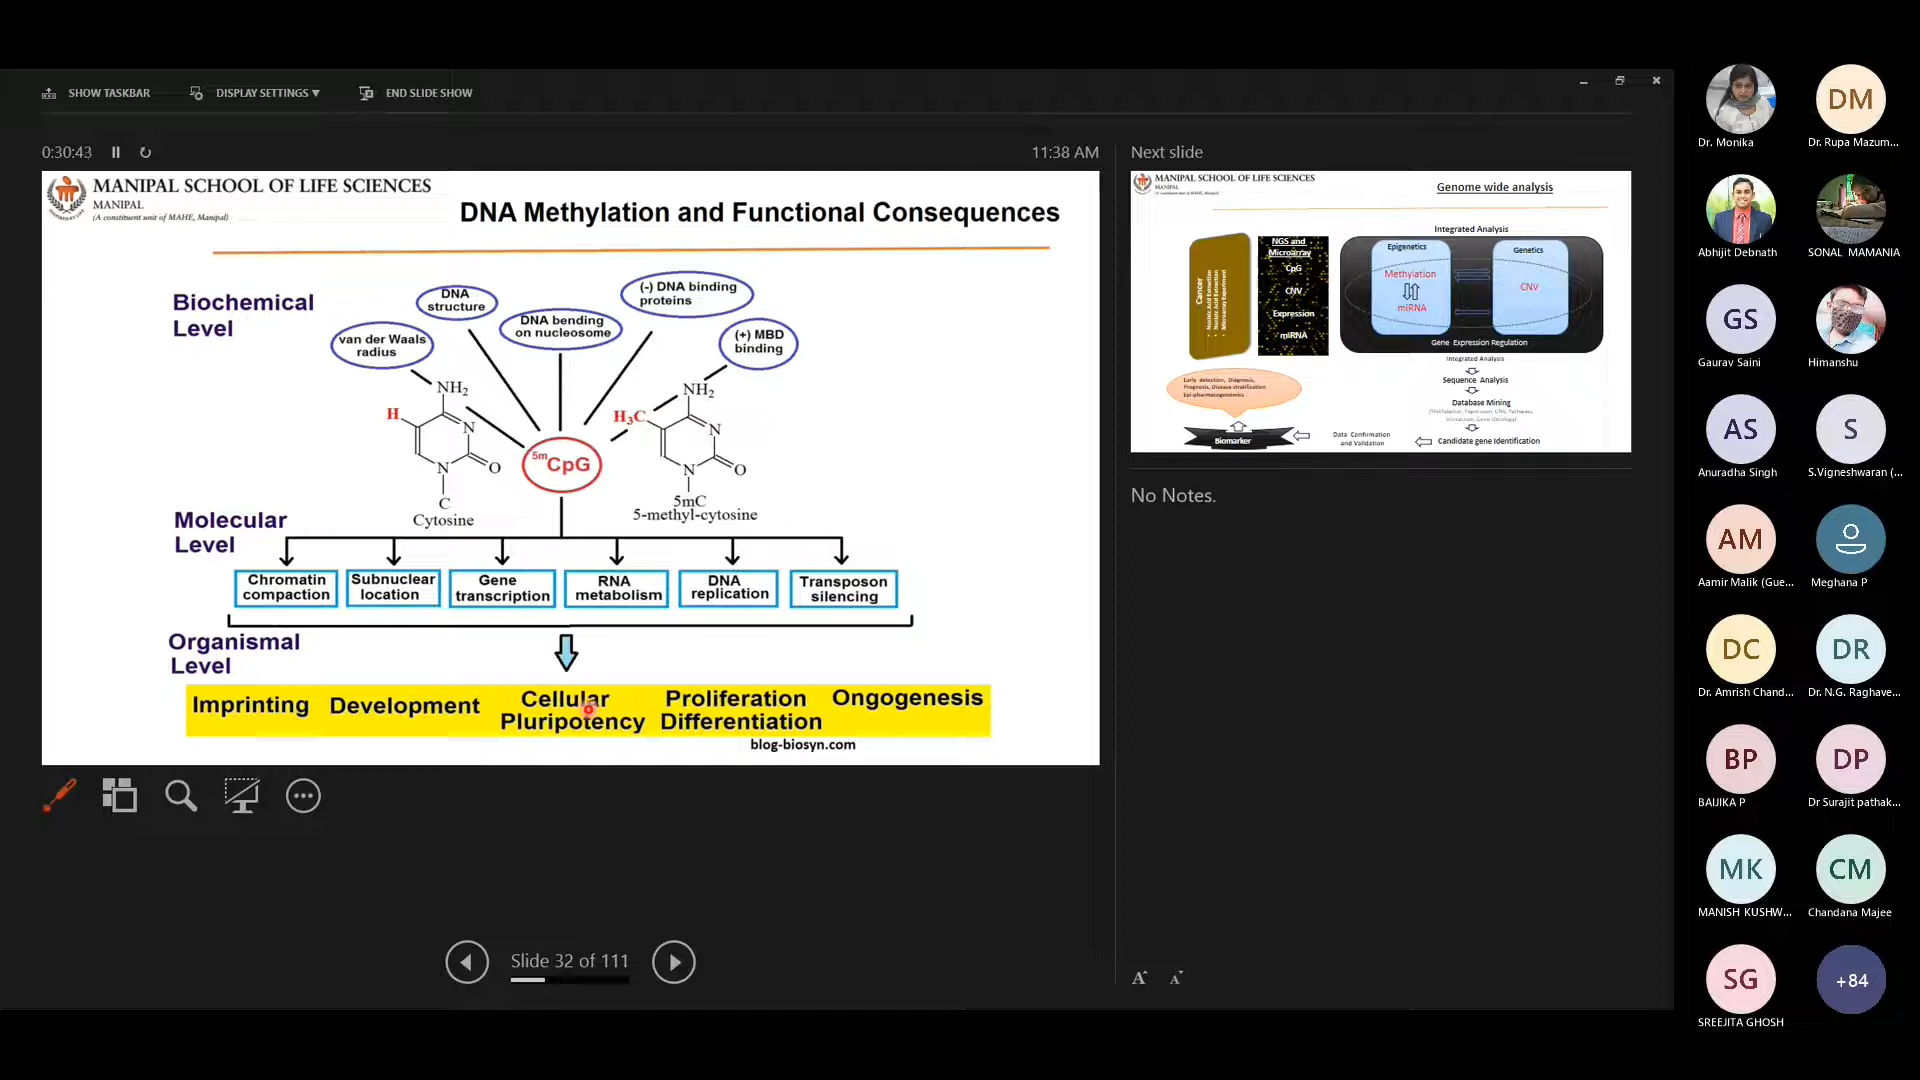 SHOW TASKBAR
DISPLAY SETTINGS ▼
END SLIDE SHOW
0:30:43
11:38 AM
MANIPAL SCHOOL OF LIFE SCIENCES
MANIPAL
(A constituent unit of MAHE, Manipal)
DNA Methylation and Functional Consequences
Biochemical
Level
van der Waals
radius
DNA
structure
DNA bending
on nucleosome
(-) DNA binding
proteins
(+) MBD
binding
NH₂
H
N
N
O
C
Cytosine
5mCpG
NH₂
H₃C
N
N
O
5mC
5-methyl-cytosine
Molecular
Level
Chromatin
compaction
Subnuclear
location
Gene
transcription
RNA
metabolism
DNA
replication
Transposon
silencing
Organismal
Level
Imprinting
Development
Cellular
Pluripotency
Proliferation
Differentiation
Ongogenesis
blog-biosyn.com
Slide 32 of 111
Next slide
MANIPAL SCHOOL OF LIFE SCIENCES
MANIPAL
Genome wide analysis
Cancer
• Nucleic Acid Extraction
• Nucleic Acid Extraction
• Microarray Experiment
NGS and
Microarray
CpG
CNV
Expression
miRNA
Integrated Analysis
Epigenetics
Methylation
miRNA
Genetics
CNV
Gene Expression Regulation
Integrated Analysis
Sequence Analysis
Database Mining
Candidate gene Identification
Data Confirmation
and Validation
Biomarker
Early detection, Diagnosis,
Prognosis, Disease stratification
Epi-pharmacogenomics
No Notes.
A
A
Dr. Monika
DM
Dr. Rupa Mazum...
Abhijit Debnath
SONAL MAMANIA
GS
Gaurav Saini
Himanshu
AS
Anuradha Singh
S
S.Vigneshwaran (...
AM
Aamir Malik (Gue...
Meghana P
DC
Dr. Amrish Chand...
DR
Dr. N.G. Raghave...
BP
BAIJIKA P
DP
Dr Surajit pathak...
MK
MANISH KUSHW...
CM
Chandana Majee
SG
SREEJITA GHOSH
+84